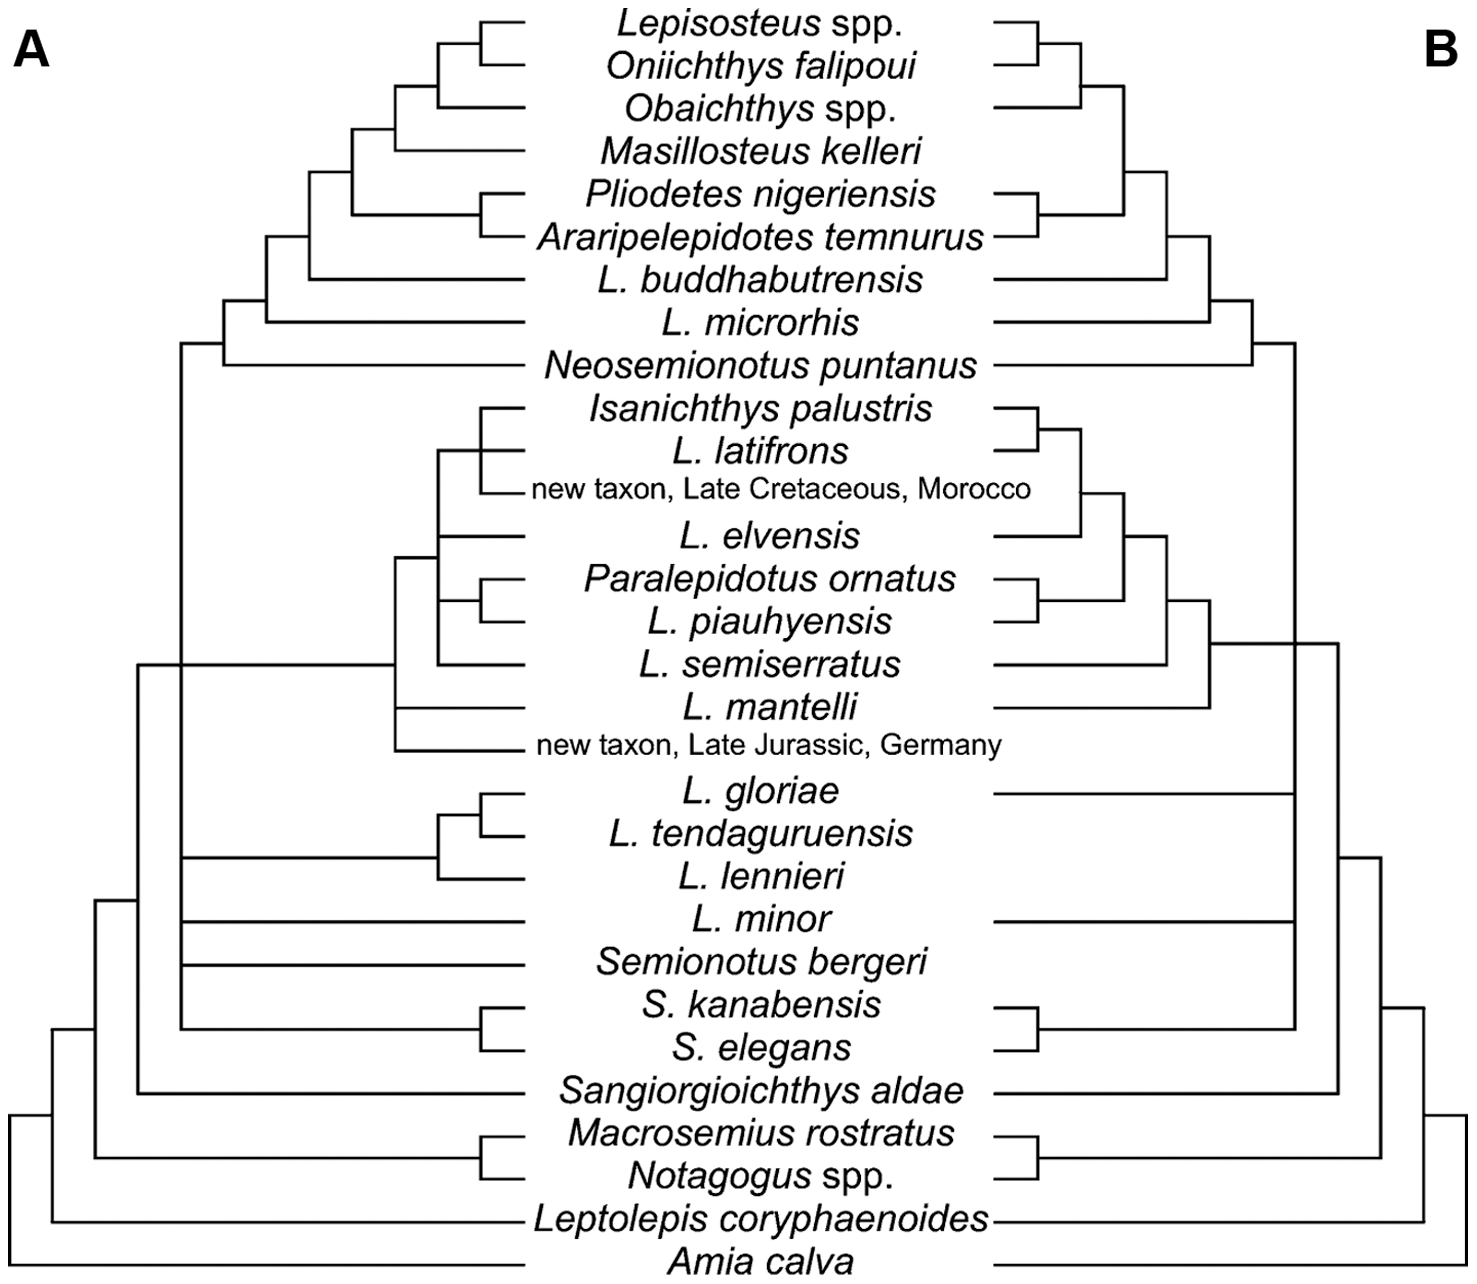 A
B
Lepisosteus spp.
Oniichthys falipoui
Obaichthys spp.
Masillosteus kelleri
Pliodetes nigeriensis
Araripelepidotes temnurus
L. buddhabutrensis
L. microrhis
Neosemionotus puntanus
Isanichthys palustris
L. latifrons
new taxon, Late Cretaceous, Morocco
L. elvensis
Paralepidotus ornatus
L. piauhyensis
L. semiserratus
L. mantelli
new taxon, Late Jurassic, Germany
L. gloriae
L. tendaguruensis
L. lennieri
L. minor
Semionotus bergeri
S. kanabensis
S. elegans
Sangiorgioichthys aldae
Macrosemius rostratus
Notagogus spp.
Leptolepis coryphaenoides
Amia calva